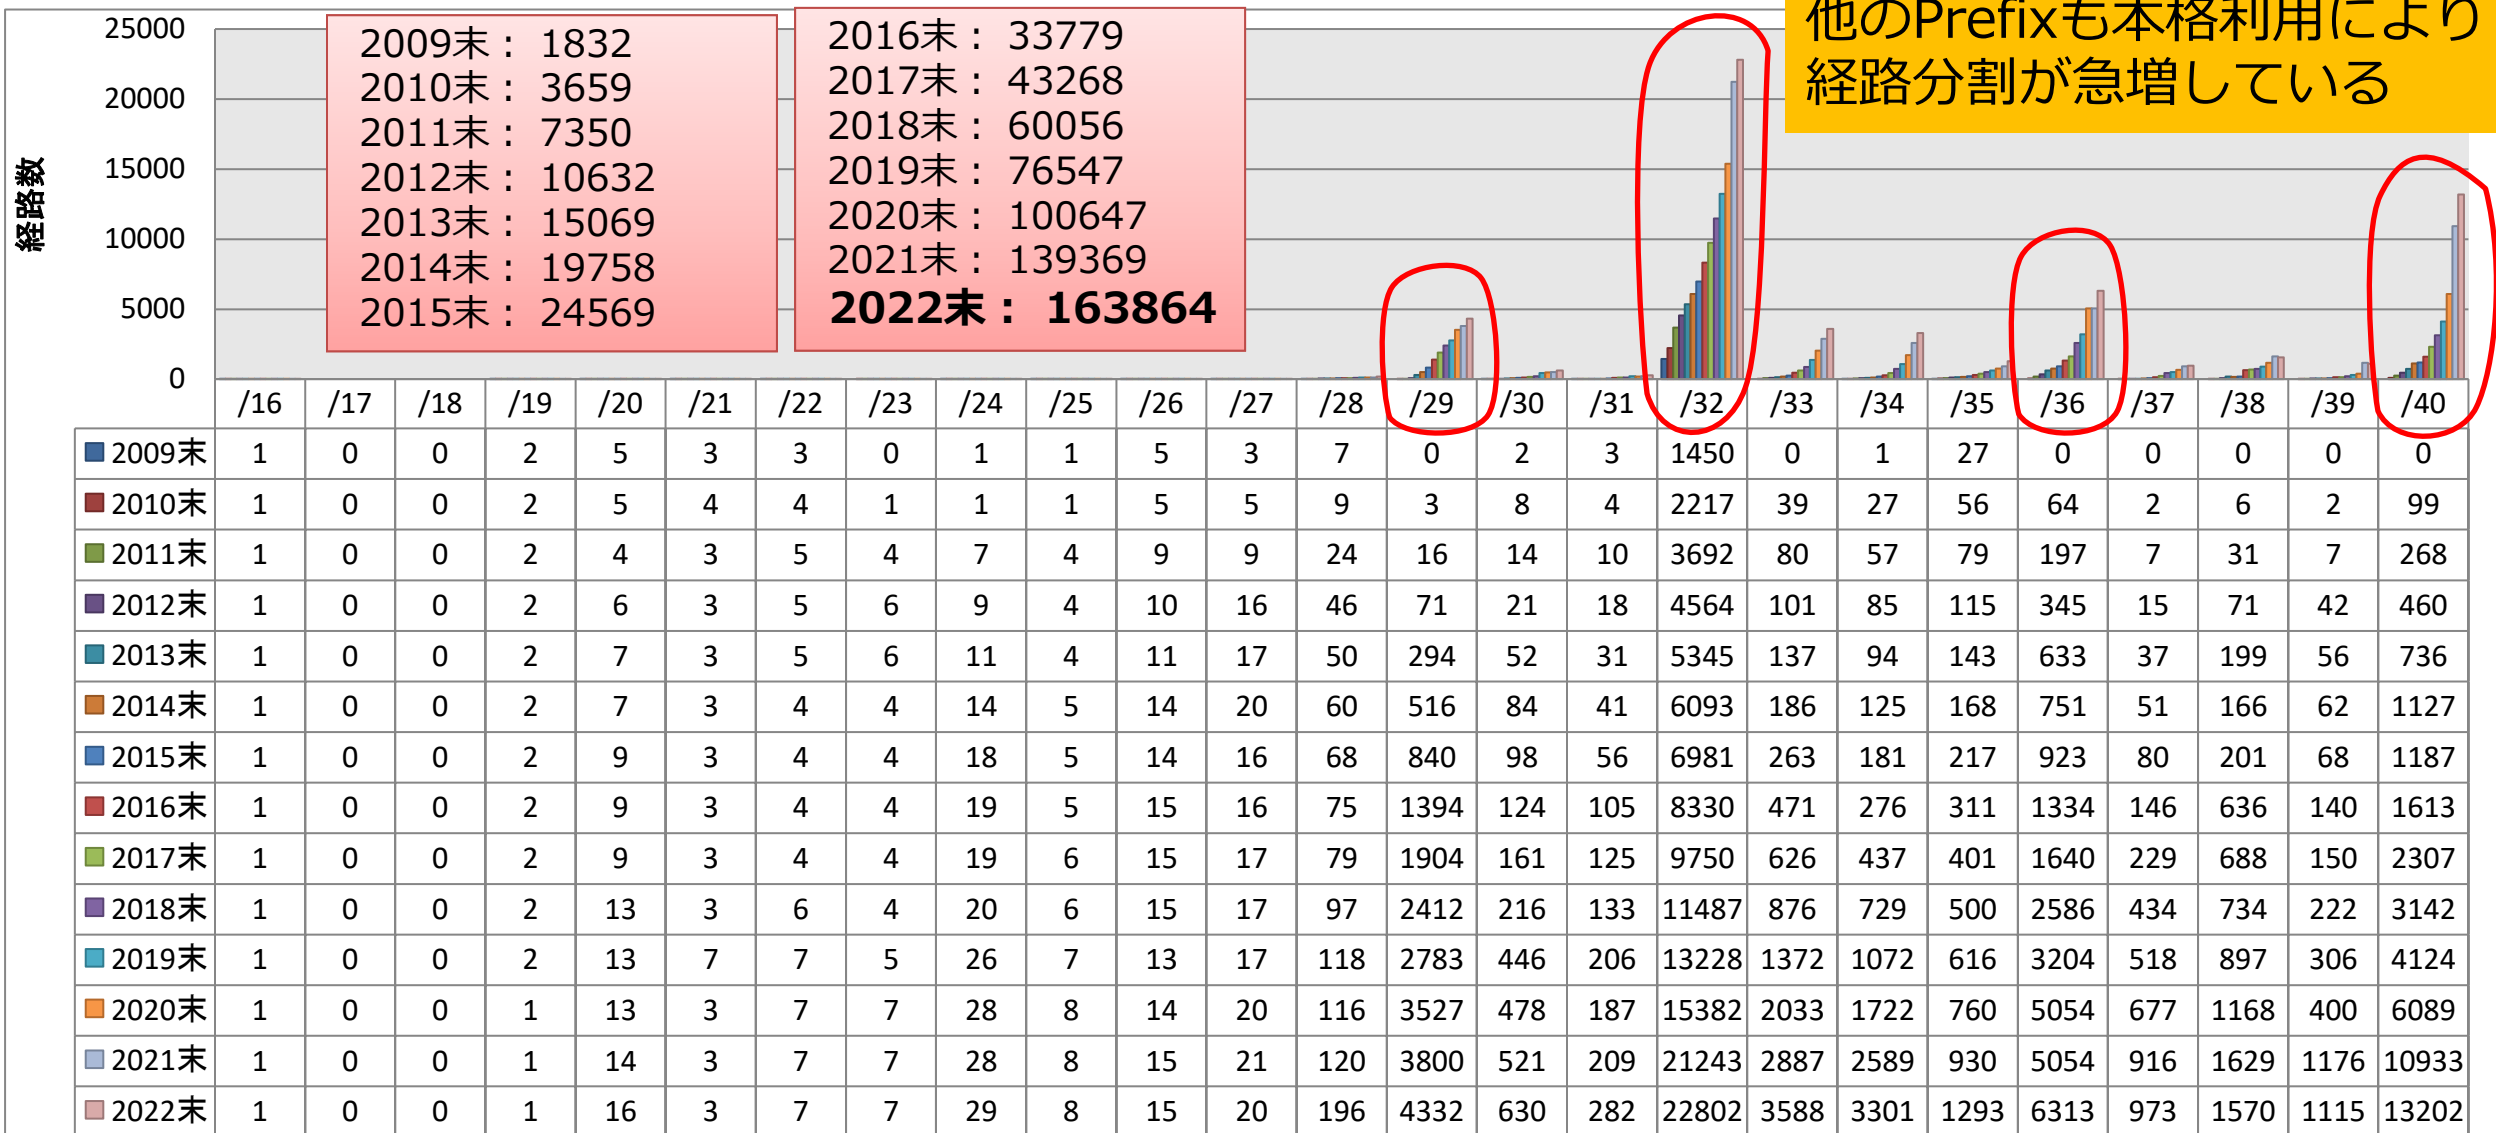 他のPrefixも本格利用により
経路分割が急増している
経路数
25000
20000
15000
10000
5000
0
2009末： 1832
2010末： 3659
2011末： 7350
2012末： 10632
2013末： 15069
2014末： 19758
2015末： 24569
2016末： 33779
2017末： 43268
2018末： 60056
2019末： 76547
2020末： 100647
2021末： 139369
2022末： 163864
/16 /17 /18 /19 /20 /21 /22 /23 /24 /25 /26 /27 /28 /29 /30 /31 /32 /33 /34 /35 /36 /37 /38 /39 /40
2009末 1 0 0 2 5 3 3 0 1 1 5 3 7 0 2 3 1450 0 1 27 0 0 0 0 0
2010末 1 0 0 2 5 4 4 1 1 1 5 5 9 3 8 4 2217 39 27 56 64 2 6 2 99
2011末 1 0 0 2 4 3 5 4 7 4 9 9 24 16 14 10 3692 80 57 79 197 7 31 7 268
2012末 1 0 0 2 6 3 5 6 9 4 10 16 46 71 21 18 4564 101 85 115 345 15 71 42 460
2013末 1 0 0 2 7 3 5 6 11 4 11 17 50 294 52 31 5345 137 94 143 633 37 199 56 736
2014末 1 0 0 2 7 3 4 4 14 5 14 20 60 516 84 41 6093 186 125 168 751 51 166 62 1127
2015末 1 0 0 2 9 3 4 4 18 5 14 16 68 840 98 56 6981 263 181 217 923 80 201 68 1187
2016末 1 0 0 2 9 3 4 4 19 5 15 16 75 1394 124 105 8330 471 276 311 1334 146 636 140 1613
2017末 1 0 0 2 9 3 4 4 19 6 15 17 79 1904 161 125 9750 626 437 401 1640 229 688 150 2307
2018末 1 0 0 2 13 3 6 4 20 6 15 17 97 2412 216 133 11487 876 729 500 2586 434 734 222 3142
2019末 1 0 0 2 13 7 7 5 26 7 13 17 118 2783 446 206 13228 1372 1072 616 3204 518 897 306 4124
2020末 1 0 0 1 13 3 7 7 28 8 14 20 116 3527 478 187 15382 2033 1722 760 5054 677 1168 400 6089
2021末 1 0 0 1 14 3 7 7 28 8 15 21 120 3800 521 209 21243 2887 2589 930 5054 916 1629 1176 10933
2022末 1 0 0 1 16 3 7 7 29 8 15 20 196 4332 630 282 22802 3588 3301 1293 6313 973 1570 1115 13202